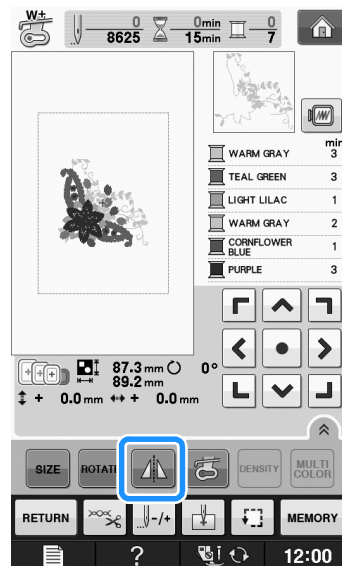 W+
0
8625
0min
15min
0
7
min
WARM GRAY 3
TEAL GREEN 3
LIGHT LILAC 1
WARM GRAY 2
CORNFLOWER
BLUE 1
PURPLE 3
87.3 mm 0°
89.2 mm
+ 0.0 mm + 0.0 mm
SIZE ROTATE DENSITY MULTI
COLOR
RETURN -/+ MEMORY
? 12:00